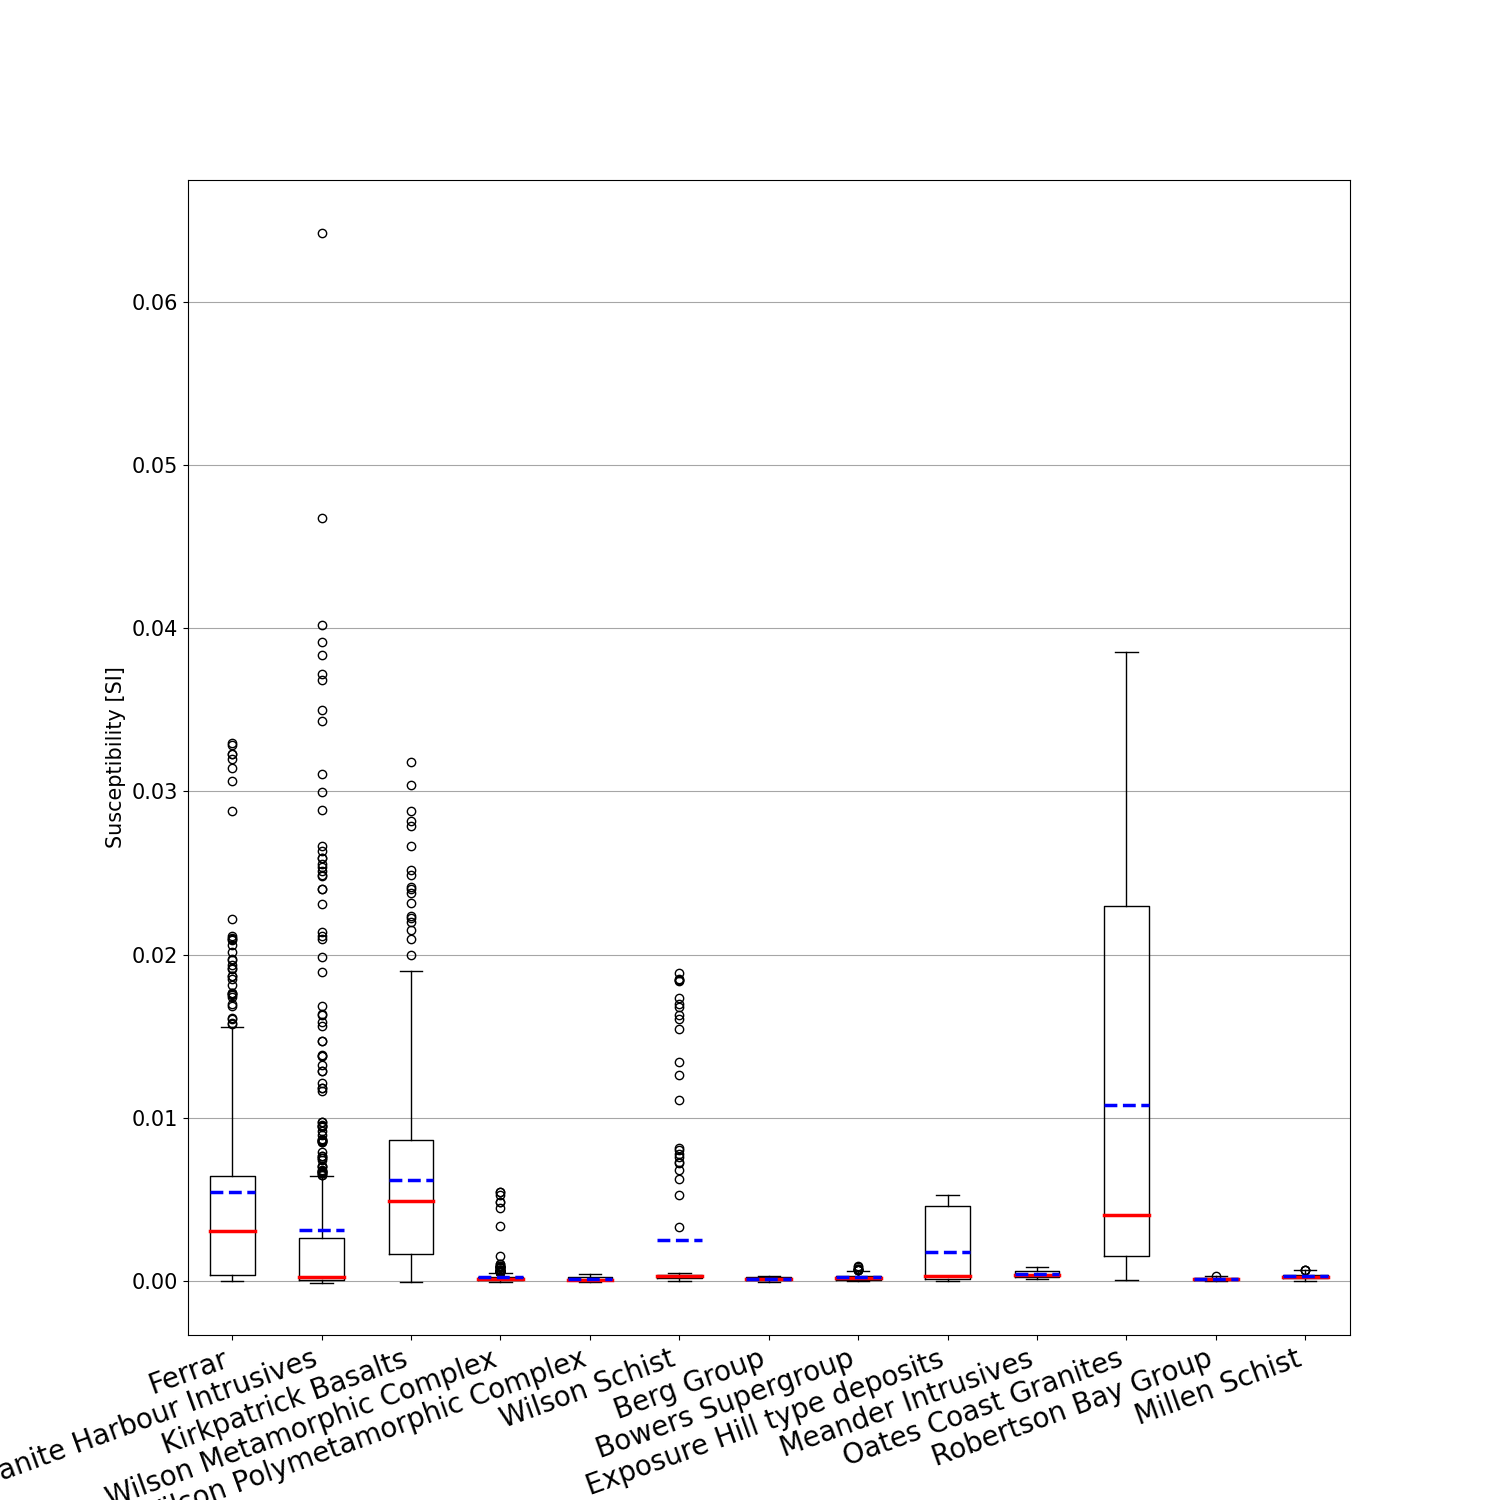 0.06
0.05
0.04
0.03
0.02
0.01
0.00
Susceptibility [SI]
Ferrar
Harbour Intrusives
Kirkpatrick Basalts
Wilson Metamorphic Complex
Polymetamorphic Complex
Wilson Schist
Berg Group
Bowers Supergroup
Exposure Hill type deposits
Meander Intrusives
Oates Coast Granites
Robertson Bay Group
Millen Schist